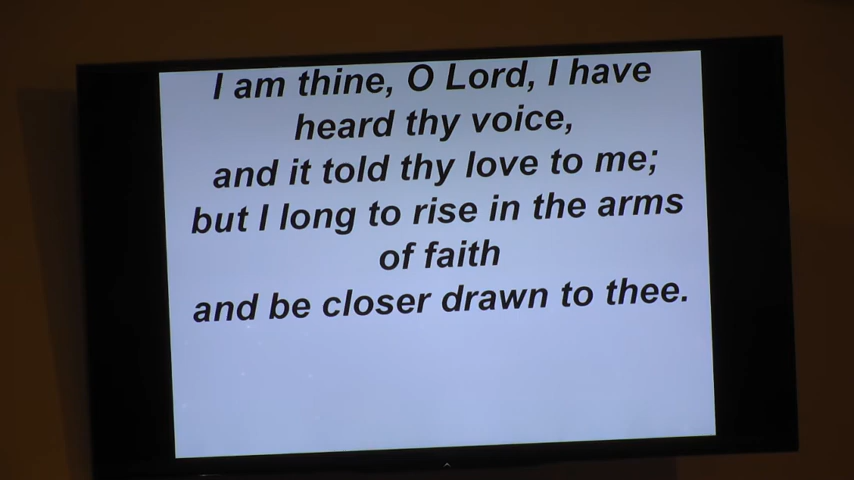 I am thine, O Lord, I have
heard thy voice,
and it told thy love to me;
but I long to rise in the arms
of faith
and be closer drawn to thee.